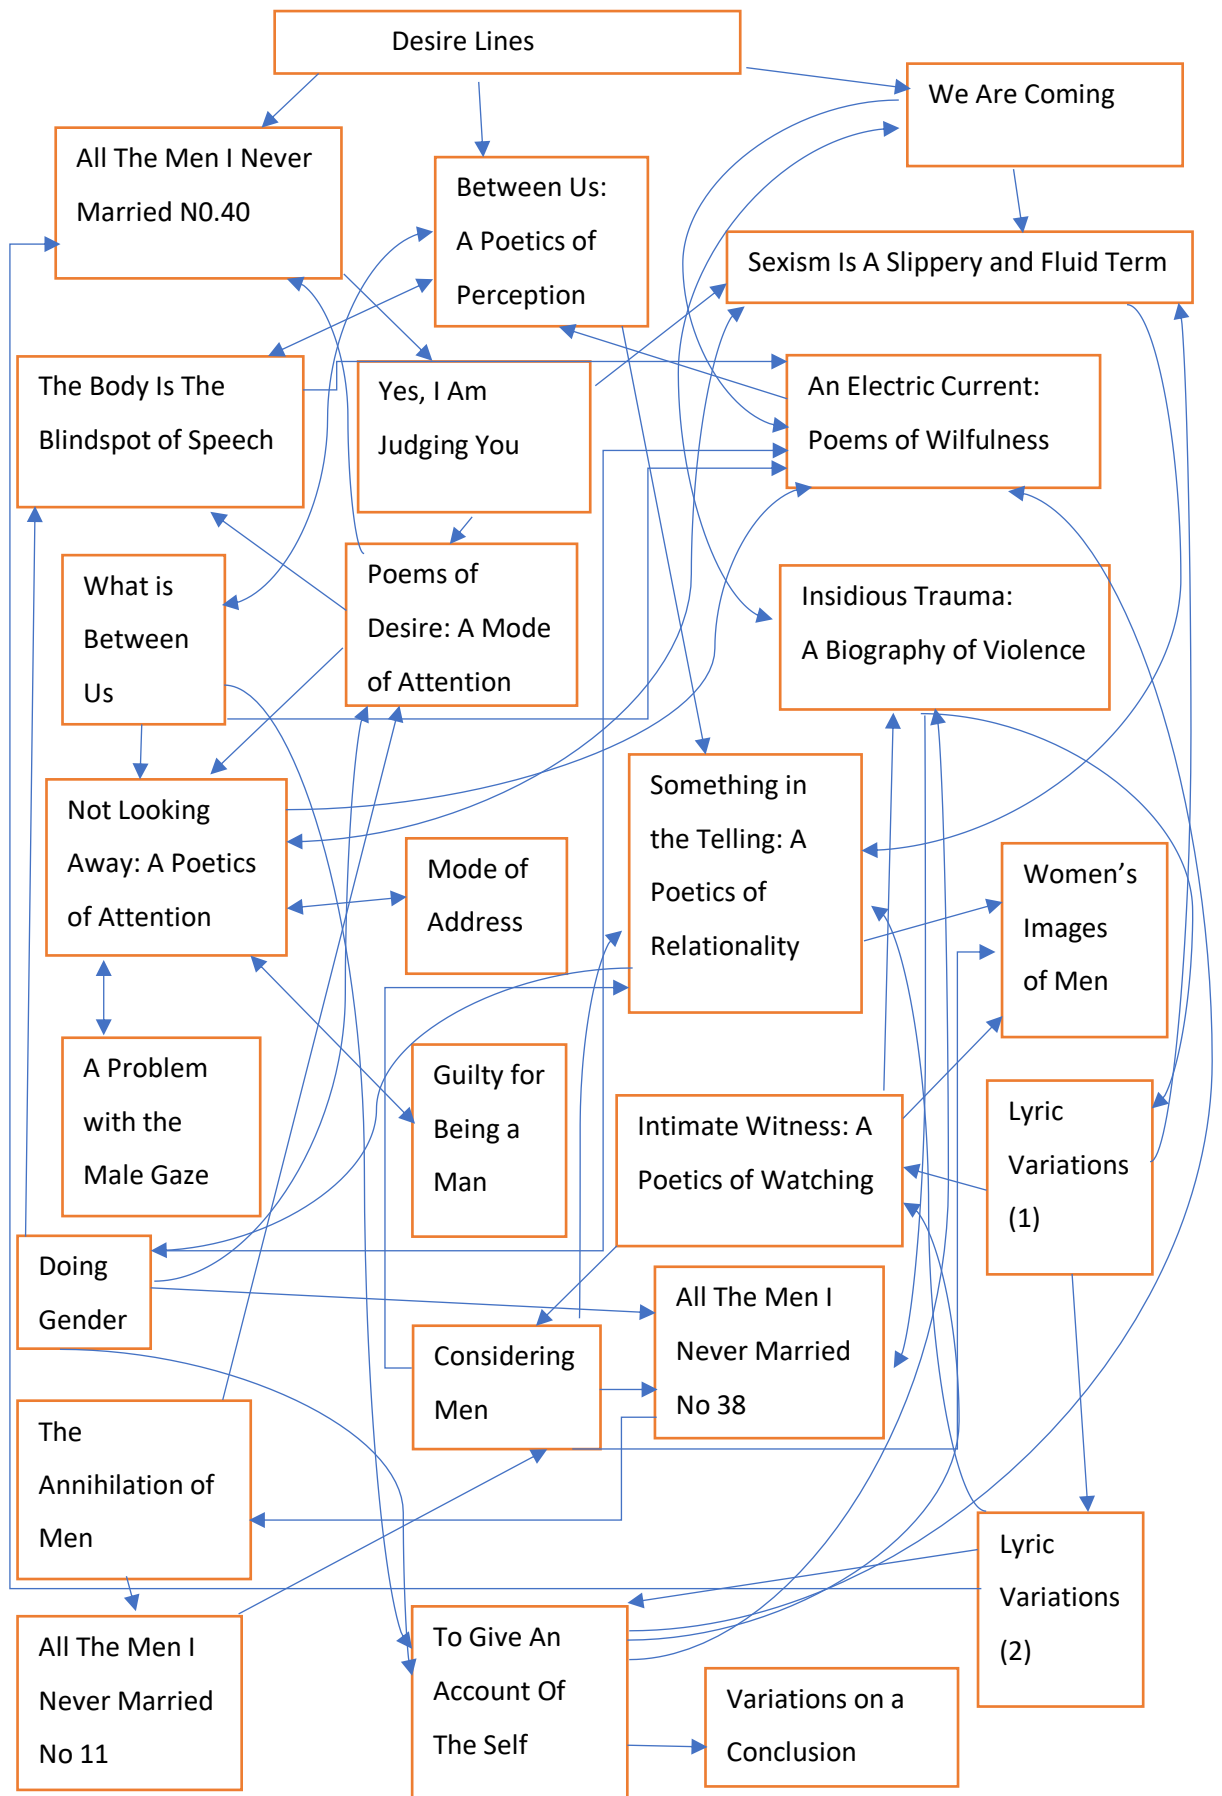 Desire Lines
We Are Coming
All The Men I Never
Married N0.40
Between Us:
A Poetics of
Perception
Sexism Is A Slippery and Fluid Term
The Body Is The
Blindspot of Speech
Yes, I Am
Judging You
An Electric Current:
Poems of Wilfulness
What is
Between
Us
Poems of
Desire: A Mode
of Attention
Insidious Trauma:
A Biography of Violence
Not Looking
Away: A Poetics
of Attention
Mode of
Address
Something in
the Telling: A
Poetics of
Relationality
Women’s
Images
of Men
A Problem
with the
Male Gaze
Guilty for
Being a
Man
Intimate Witness: A
Poetics of Watching
Lyric
Variations
(1)
Doing
Gender
All The Men I
Never Married
No 38
Considering
Men
The
Annihilation of
Men
Lyric
Variations
(2)
All The Men I
Never Married
No 11
To Give An
Account Of
The Self
Variations on a
Conclusion